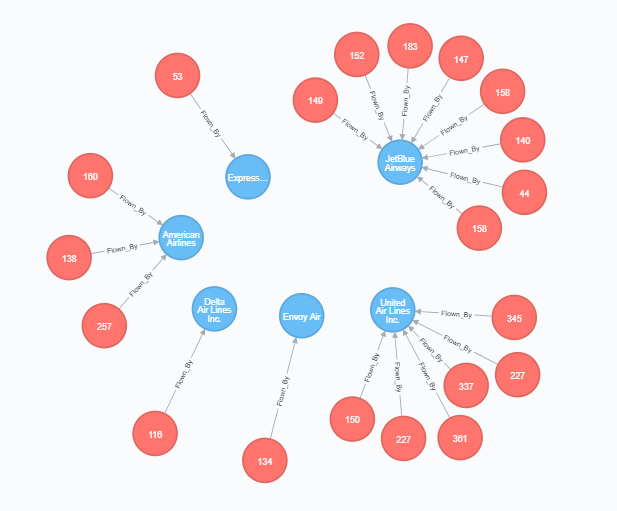 53
Flown_By
Express...
152
183
147
149
158
140
44
158
Flown_By
Flown_By
Flown_By
Flown_By
Flown_By
Flown_By
Flown_By
Flown_By
JetBlue
Airways
160
138
257
Flown_By
Flown_By
Flown_By
American
Airlines
Delta
Air Lines
Inc.
Flown_By
116
Envoy Air
Flown_By
134
United
Air Lines
Inc.
Flown_By
Flown_By
Flown_By
Flown_By
Flown_By
Flown_By
345
227
337
361
227
150